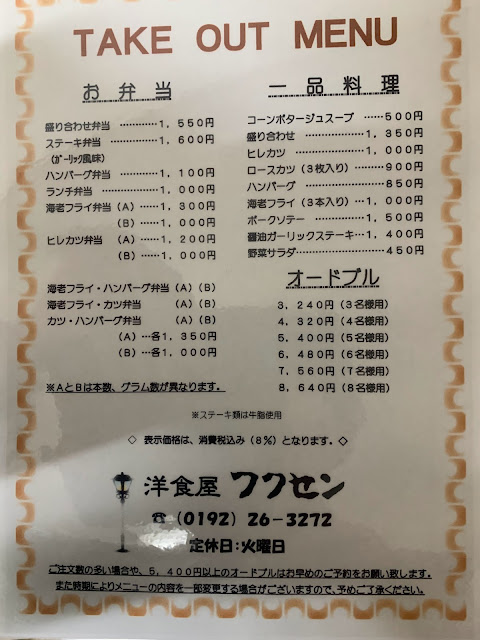 TAKE OUT MENU
お弁当
盛り合わせ弁当 ……………1，550円
ステーキ弁当 ……………1，600円
(ｶﾞｰﾘｯｸ風味)
ハンバーグ弁当 …………1，100円
ランチ弁当 ………………1，000円
海老フライ弁当（A）……1，300円
（B）……1，000円
ヒレカツ弁当 （A）……1，200円
（B）……1，000円
海老フライ・ハンバーグ弁当（A）（B）
海老フライ・カツ弁当 （A）（B）
カツ・ハンバーグ弁当 （A）（B）
（A）…各1，350円
（B）…各1，000円
※AとBは本数、グラム数が異なります。
一品料理
コーンポタージュスープ ……500円
盛り合わせ ………………1，350円
ヒレカツ …………………1，000円
ロースカツ（3枚入り）………900円
ハンバーグ …………………850円
海老フライ（3本入り）…1，000円
ポークソテー ……………1，500円
醤油ガーリックステーキ…1，400円
野菜サラダ……………………450円
オードブル
3，240円（3名様用）
4，320円（4名様用）
5，400円（5名様用）
6，480円（6名様用）
7，560円（7名様用）
8，640円（8名様用）
※ステーキ類は牛脂使用
◇ 表示価格は、消費税込み（8％）となります。◇
洋食屋 フワセン
☎（0192）26－3272
定休日：火曜日
ご注文数の多い場合や、5，400円以上のオードブルはお早めのご予約をお願い致します。
また時期によりメニューの内容を一部変更する場合がございますので、予めご了承ください。